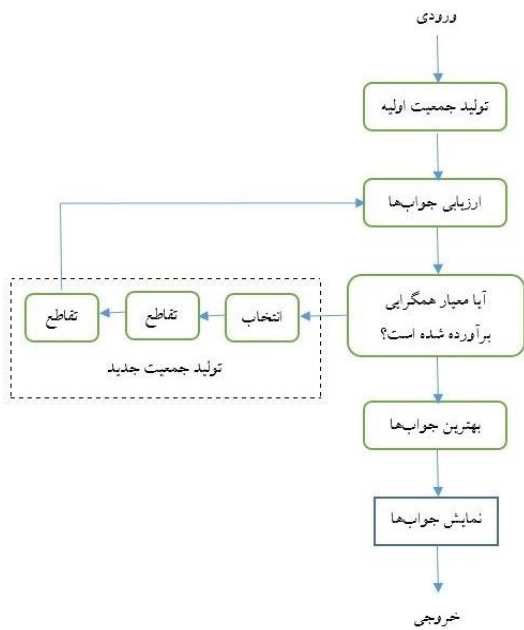 ورودی
تولید جمعیت اولیه
ارزیابی جواب‌ها
آیا معیار همگرایی
برآورده شده است؟
انتخاب
تقاطع
تقاطع
تولید جمعیت جدید
بهترین جواب‌ها
نمایش جواب‌ها
خروجی